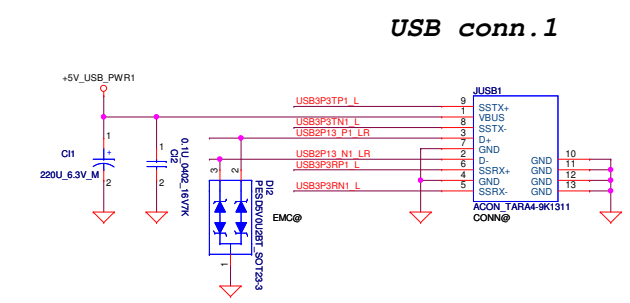 USB conn.1
+5V_USB_PWR1
JUSB1
USB3P3TP1_L 9 SSTX+
1 VBUS
USB3P3TN1_L 8 SSTX-
USB2P13_P1_LR 3 D+
7 GND
USB2P13_N1_LR 2 D- GND 10
USB3P3RP1_L 6 SSRX+ GND 11
4 GND GND 12
USB3P3RN1_L 5 SSRX- GND 13
ACON_TARA4-9K1311
CONN@
1
CI1 +
220U_6.3V_M
2
1
CI2
0.1U_0402_16V7K
2
3 2
DI2
PESD5V0U2BT_SOT23-3
1
EMC@